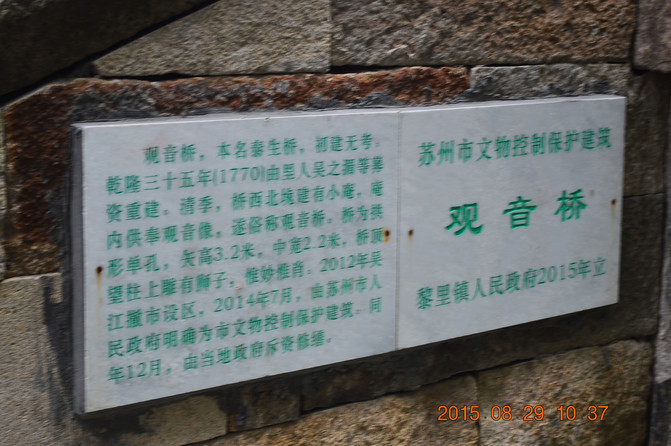 观音桥，本名泰生桥，初建无考，
乾隆三十五年(1770)由里人吴之湄等募
资重建。清季，桥西北堍建有小庵，庵
内供奉观音像，遂俗称观音桥。桥为拱
形单孔，矢高3.2米，中宽2.2米，桥顶
望柱上雕有狮子，惟妙惟肖。2012年吴
江撤市设区，2014年7月，由苏州市人
民政府明确为市文物控制保护建筑。同
年12月，由当地政府斥资修缮。
苏州市文物控制保护建筑
观音桥
黎里镇人民政府2015年立
2015 08 29 10 37